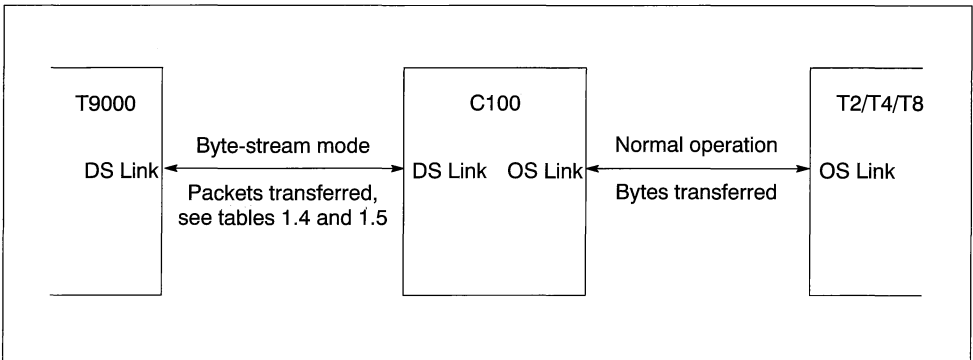 T9000
C100
T2/T4/T8
Byte-stream mode
Normal operation
DS Link
DS Link
OS Link
OS Link
Packets transferred,
see tables 1.4 and 1.5
Bytes transferred